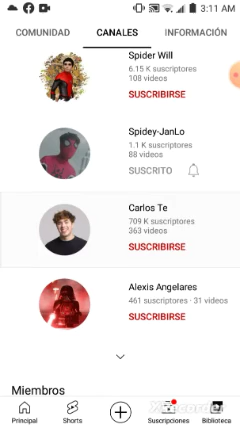 3:11 AM
COMUNIDAD CANALES INFORMACIÓN
Spider Will
6.15 K suscriptores
108 videos
SUSCRIBIRSE
Spidey-JanLo
1.1 K suscriptores
88 videos
SUSCRITO
Carlos Te
709 K suscriptores
363 videos
SUSCRIBIRSE
Alexis Angelares
461 suscriptores · 31 videos
SUSCRIBIRSE
Miembros
XRecorder
Principal Shorts Suscripciones Biblioteca